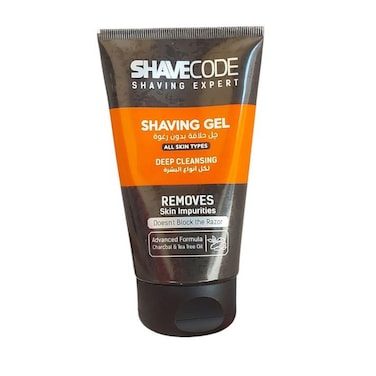 SHAVECODE
SHAVING EXPERT
SHAVING GEL
جل حلاقة بدون رغوة
ALL SKIN TYPES
DEEP CLEANSING
لكل أنواع البشرة
REMOVES
Skin Impurities
Doesn't Block the Razor
Advanced Formula
Charcoal & Tea Tree Oil